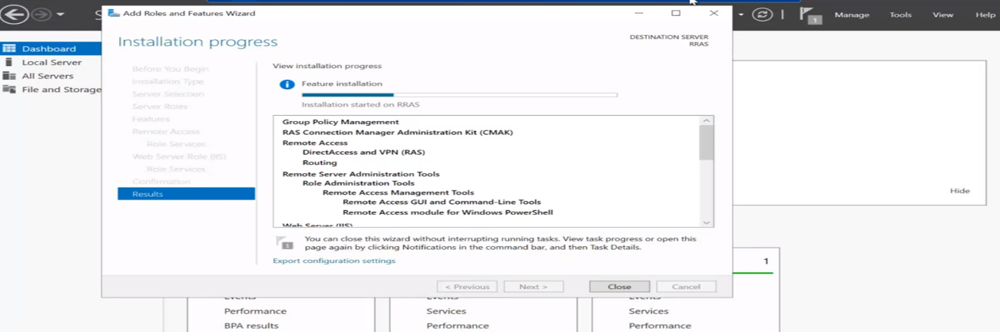 Add Roles and Features Wizard
Manage Tools View Help
1
Installation progress
DESTINATION SERVER
RRAS
Dashboard
Local Server
All Servers
File and Storage
Before You Begin
Installation Type
Server Selection
Server Roles
Features
Remote Access
Role Services
Web Server Role (IIS)
Role Services
Confirmation
Results
View installation progress
Feature installation
Installation started on RRAS
Group Policy Management
RAS Connection Manager Administration Kit (CMAK)
Remote Access
DirectAccess and VPN (RAS)
Routing
Remote Server Administration Tools
Role Administration Tools
Remote Access Management Tools
Remote Access GUI and Command-Line Tools
Remote Access module for Windows PowerShell
Web Server (IIS)
Hide
1
You can close this wizard without interrupting running tasks. View task progress or open this
page again by clicking Notifications in the command bar, and then Task Details.
Export configuration settings
1
< Previous Next > Close Cancel
Events Events Events
Performance Services Services
BPA results Performance Performance